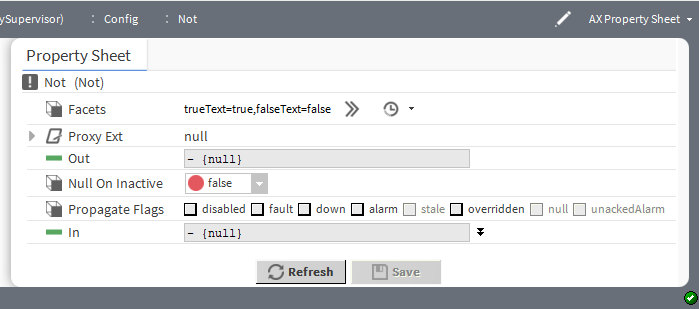 ySupervisor) : Config : Not AX Property Sheet
Property Sheet
Not (Not)
Facets trueText=true,falseText=false
Proxy Ext null
Out - {null}
Null On Inactive false
Propagate Flags disabled fault down alarm stale overridden null unackedAlarm
In - {null}
Refresh Save